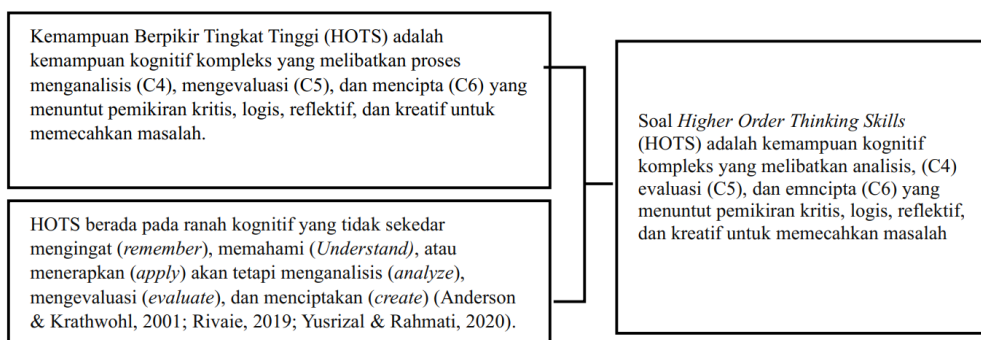 Kemampuan Berpikir Tingkat Tinggi (HOTS) adalah
kemampuan kognitif kompleks yang melibatkan proses
menganalisis (C4), mengevaluasi (C5), dan mencipta (C6) yang
menuntut pemikiran kritis, logis, reflektif, dan kreatif untuk
memecahkan masalah.
HOTS berada pada ranah kognitif yang tidak sekedar
mengingat (remember), memahami (Understand), atau
menerapkan (apply) akan tetapi menganalisis (analyze),
mengevaluasi (evaluate), dan menciptakan (create) (Anderson
& Krathwohl, 2001; Rivaie, 2019; Yusrizal & Rahmati, 2020).
Soal Higher Order Thinking Skills
(HOTS) adalah kemampuan kognitif
kompleks yang melibatkan analisis, (C4)
evaluasi (C5), dan emncipta (C6) yang
menuntut pemikiran kritis, logis, reflektif,
dan kreatif untuk memecahkan masalah